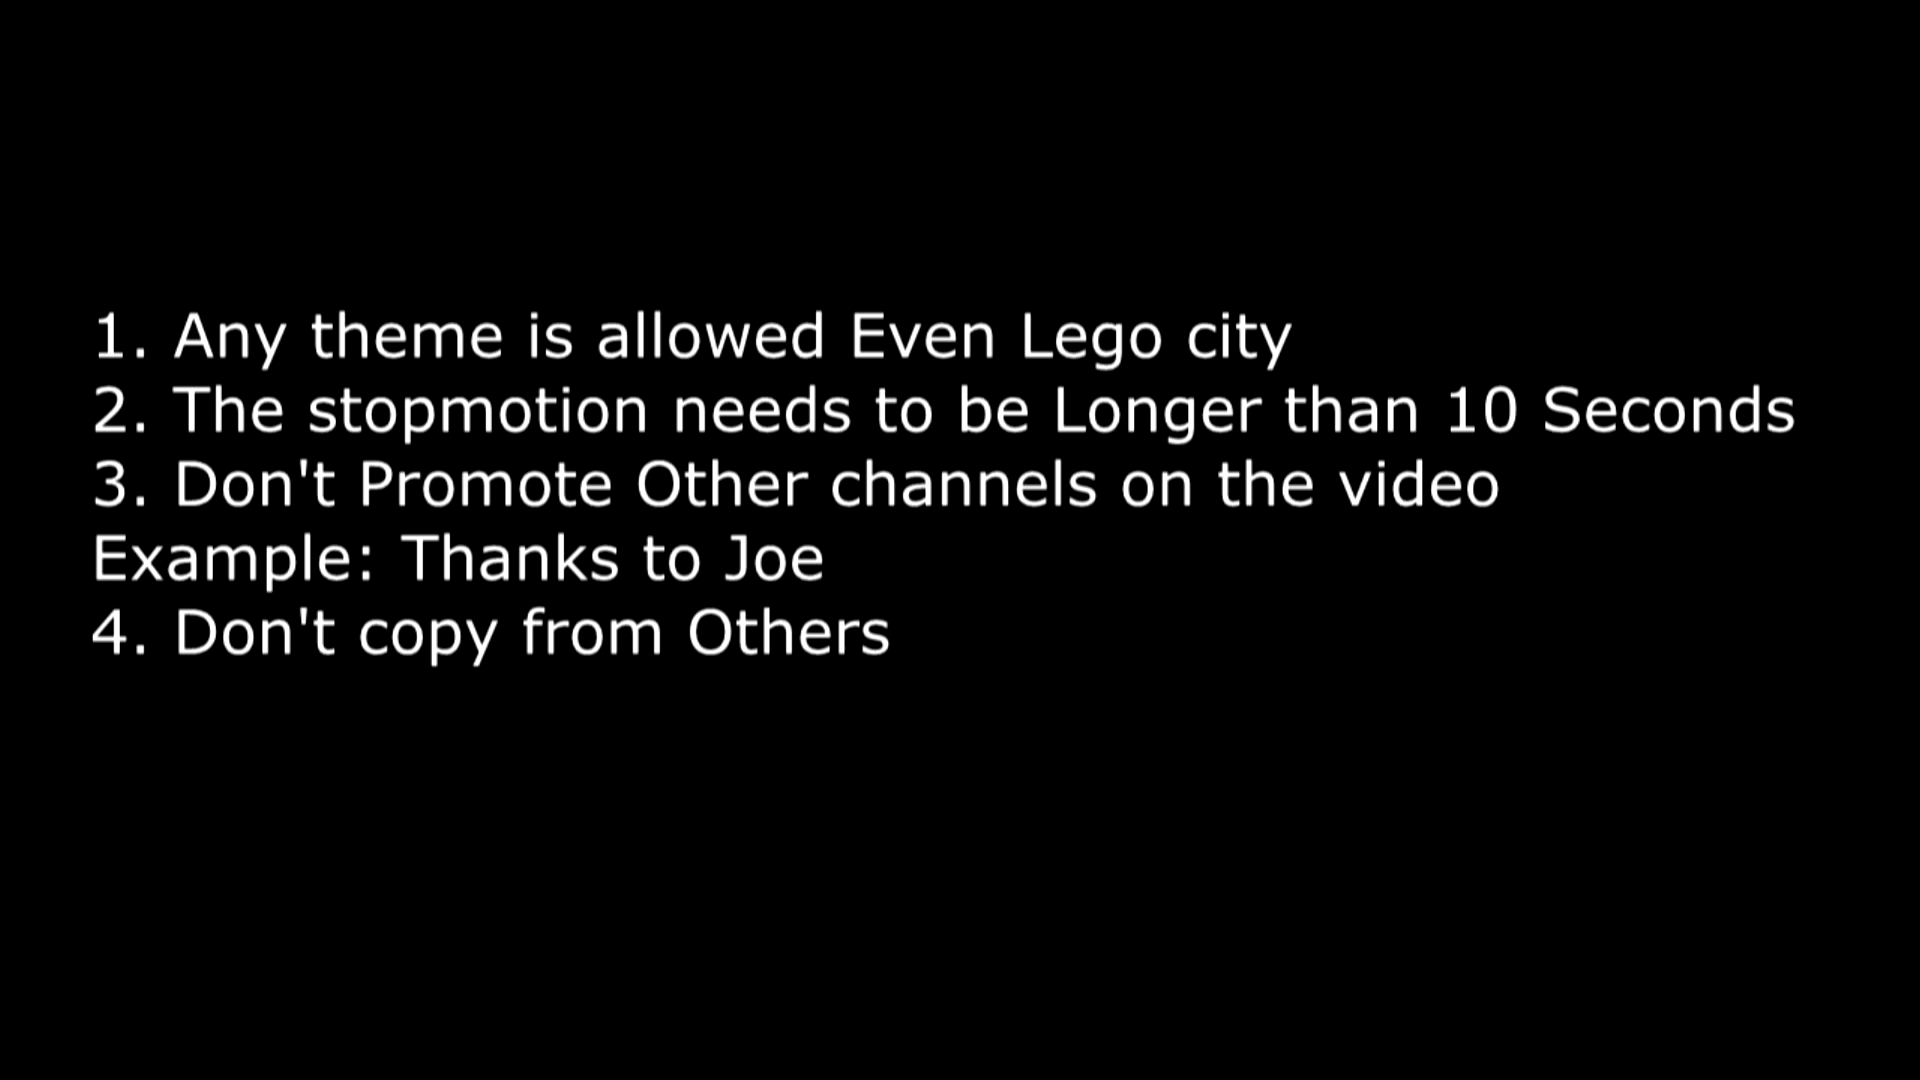 1. Any theme is allowed Even Lego city
2. The stopmotion needs to be Longer than 10 Seconds
3. Don't Promote Other channels on the video
Example: Thanks to Joe
4. Don't copy from Others